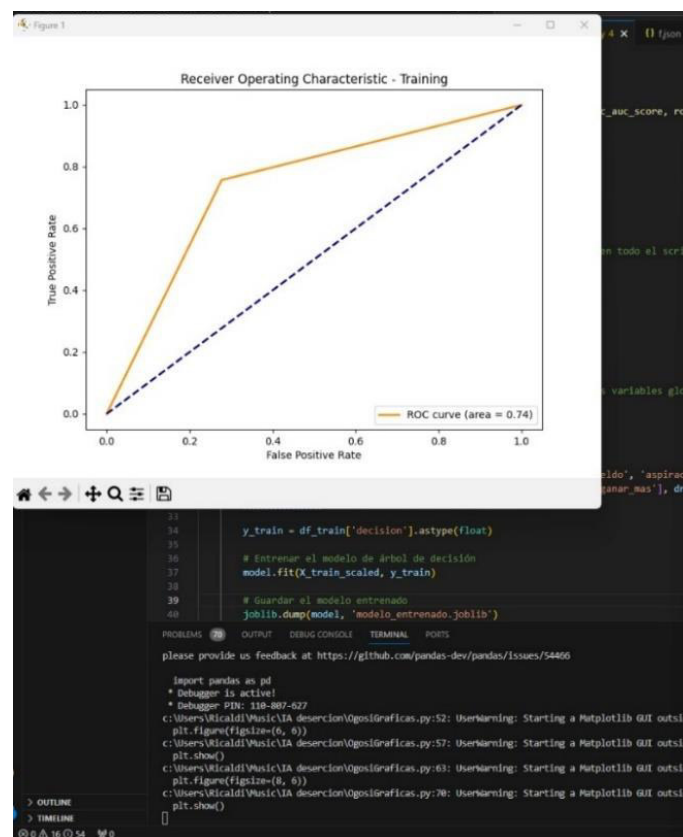 Figure 1
4 X {} f.json
Receiver Operating Characteristic - Training
1.0
0.8
0.6
0.4
0.2
0.0
True Positive Rate
0.0 0.2 0.4 0.6 0.8 1.0
False Positive Rate
ROC curve (area = 0.74)
c_auc_score, ro
en todo el scri
s variables glo
eldo', 'aspirac
ganar_mas'], dr
33
34 y_train = df_train['decision'].astype(float)
35
36 # Entrenar el modelo de árbol de decisión
37 model.fit(X_train_scaled, y_train)
38
39 # Guardar el modelo entrenado
40 joblib.dump(model, 'modelo_entrenado.joblib')
PROBLEMS 70 OUTPUT DEBUG CONSOLE TERMINAL PORTS
please provide us feedback at https://github.com/pandas-dev/pandas/issues/54466
import pandas as pd
* Debugger is active!
* Debugger PIN: 110-807-627
c:\Users\Ricaldi\Music\IA desercion\OgosiGraficas.py:52: UserWarning: Starting a Matplotlib GUI outsi
plt.figure(figsize=(6, 6))
c:\Users\Ricaldi\Music\IA desercion\OgosiGraficas.py:57: UserWarning: Starting a Matplotlib GUI outsi
plt.show()
c:\Users\Ricaldi\Music\IA desercion\OgosiGraficas.py:63: UserWarning: Starting a Matplotlib GUI outsi
plt.figure(figsize=(8, 6))
c:\Users\Ricaldi\Music\IA desercion\OgosiGraficas.py:70: UserWarning: Starting a Matplotlib GUI outsi
plt.show()
> OUTLINE
> TIMELINE
0 16 54 0